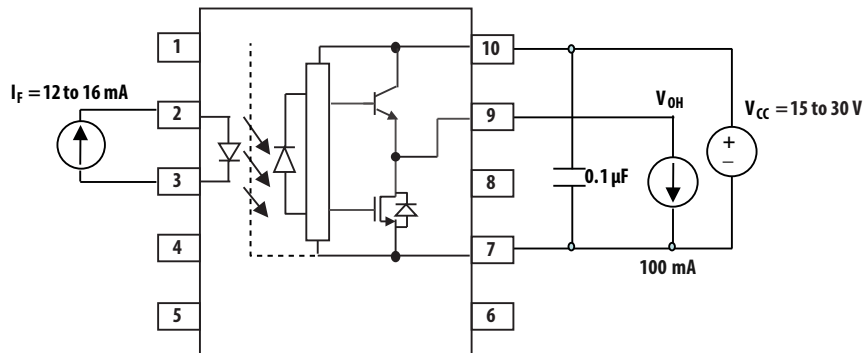 1
10
I_F = 12 to 16 mA
2
9
V_OH
V_CC = 15 to 30 V
+
−
3
8
0.1 µF
4
7
100 mA
5
6